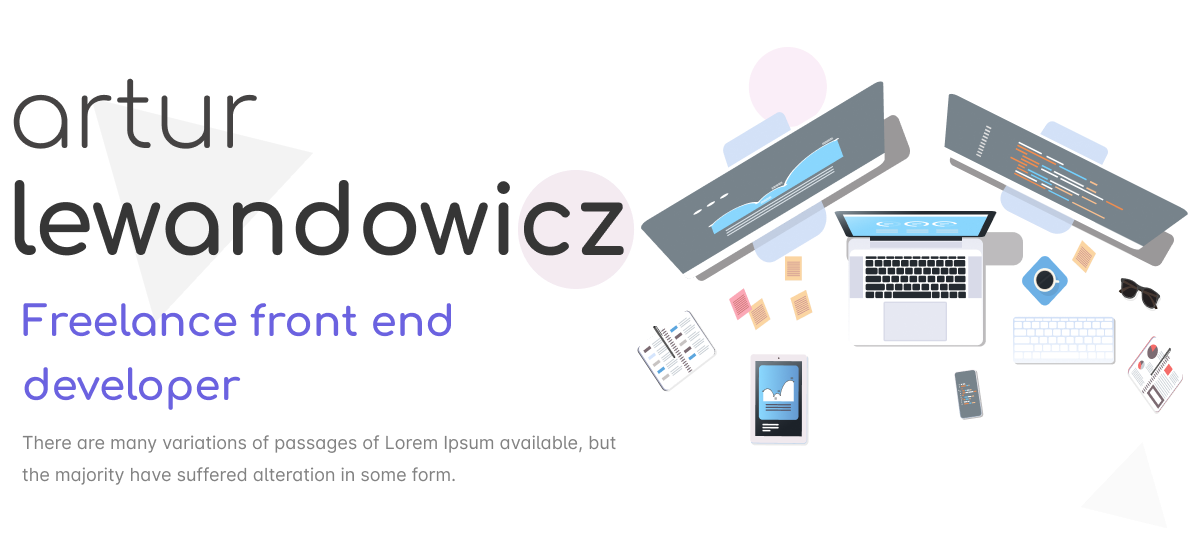 artur
lewandowicz
Freelance front end
developer
There are many variations of passages of Lorem Ipsum available, but
the majority have suffered alteration in some form.